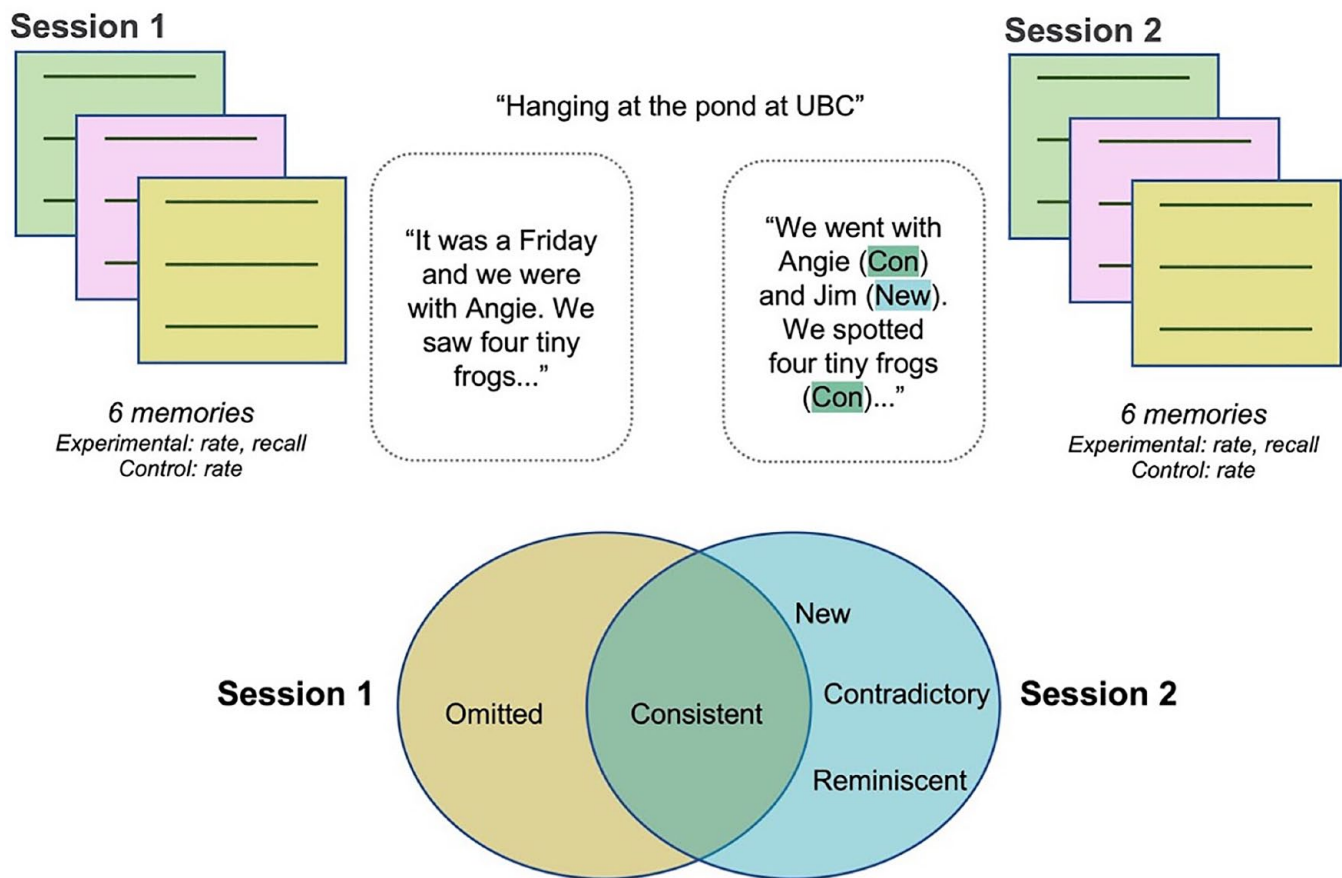 Session 1
Session 2
“Hanging at the pond at UBC”
“It was a Friday
and we were
with Angie. We
saw four tiny
frogs...”
“We went with
Angie (Con)
and Jim (New).
We spotted
four tiny frogs
(Con)...”
6 memories
Experimental: rate, recall
Control: rate
6 memories
Experimental: rate, recall
Control: rate
Session 1
Omitted
Consistent
New
Contradictory
Reminiscent
Session 2